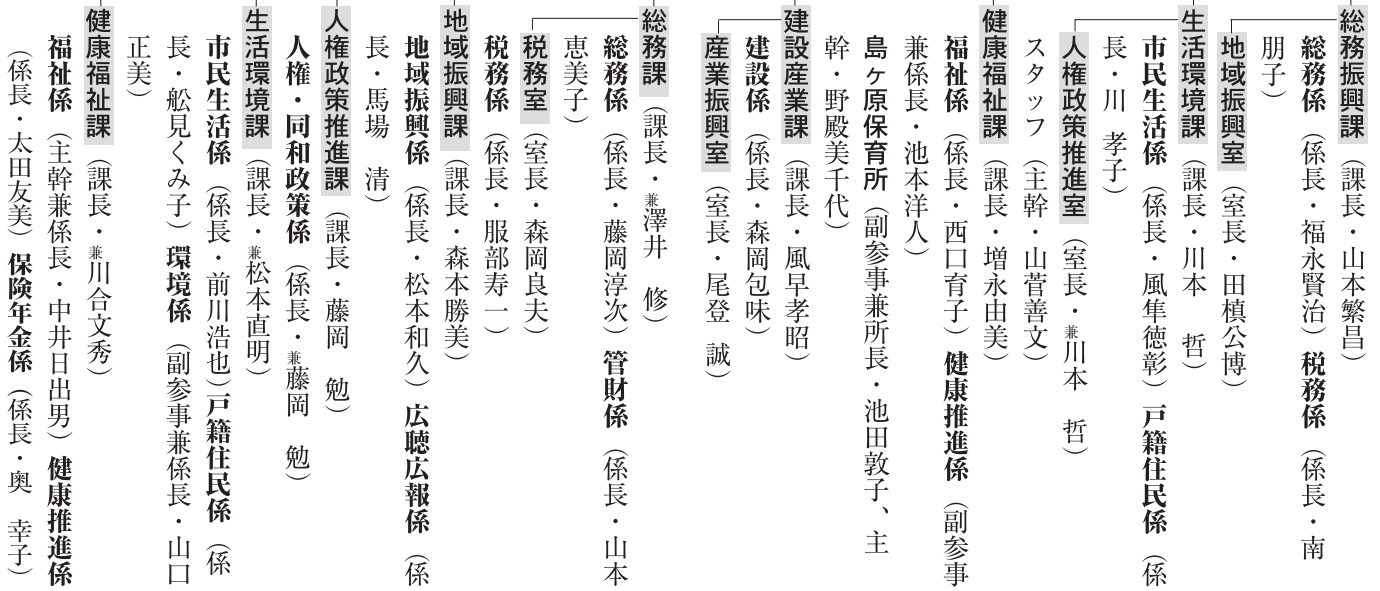 総務振興課（課長・山本繁昌）
総務係（係長・福永賢治）税務係（係長・南
朋子）
地域振興室（室長・田槙公博）
生活環境課（課長・川本　哲）
市民生活係（係長・風隼徳彰）戸籍住民係（係
長・川　孝子）
人権政策推進室（室長・兼川本　哲）
スタッフ（主幹・山菅善文）
健康福祉課（課長・増永由美）
福祉係（係長・西口育子）健康推進係（副参事
兼係長・池本洋人）
島ヶ原保育所（副参事兼所長・池田敦子、主
幹・野殿美千代）
建設産業課（課長・風早孝昭）
建設係（係長・森岡包味）
産業振興室（室長・尾登　誠）
総務課（課長・兼澤井　修）
総務係（係長・藤岡淳次）管財係（係長・山本
恵美子）
税務室（室長・森岡良夫）
税務係（係長・服部寿一）
地域振興課（課長・森本勝美）
地域振興係（係長・松本和久）広聴広報係（係
長・馬場　清）
人権政策推進課（課長・藤岡　勉）
人権・同和政策係（係長・兼藤岡　勉）
生活環境課（課長・兼松本直明）
市民生活係（係長・前川浩也）戸籍住民係（係
長・舩見くみ子）環境係（副参事兼係長・山口
正美）
健康福祉課（課長・兼川合文秀）
福祉係（主幹兼係長・中井日出男）健康推進係
（係長・太田友美）保険年金係（係長・奥　幸子）